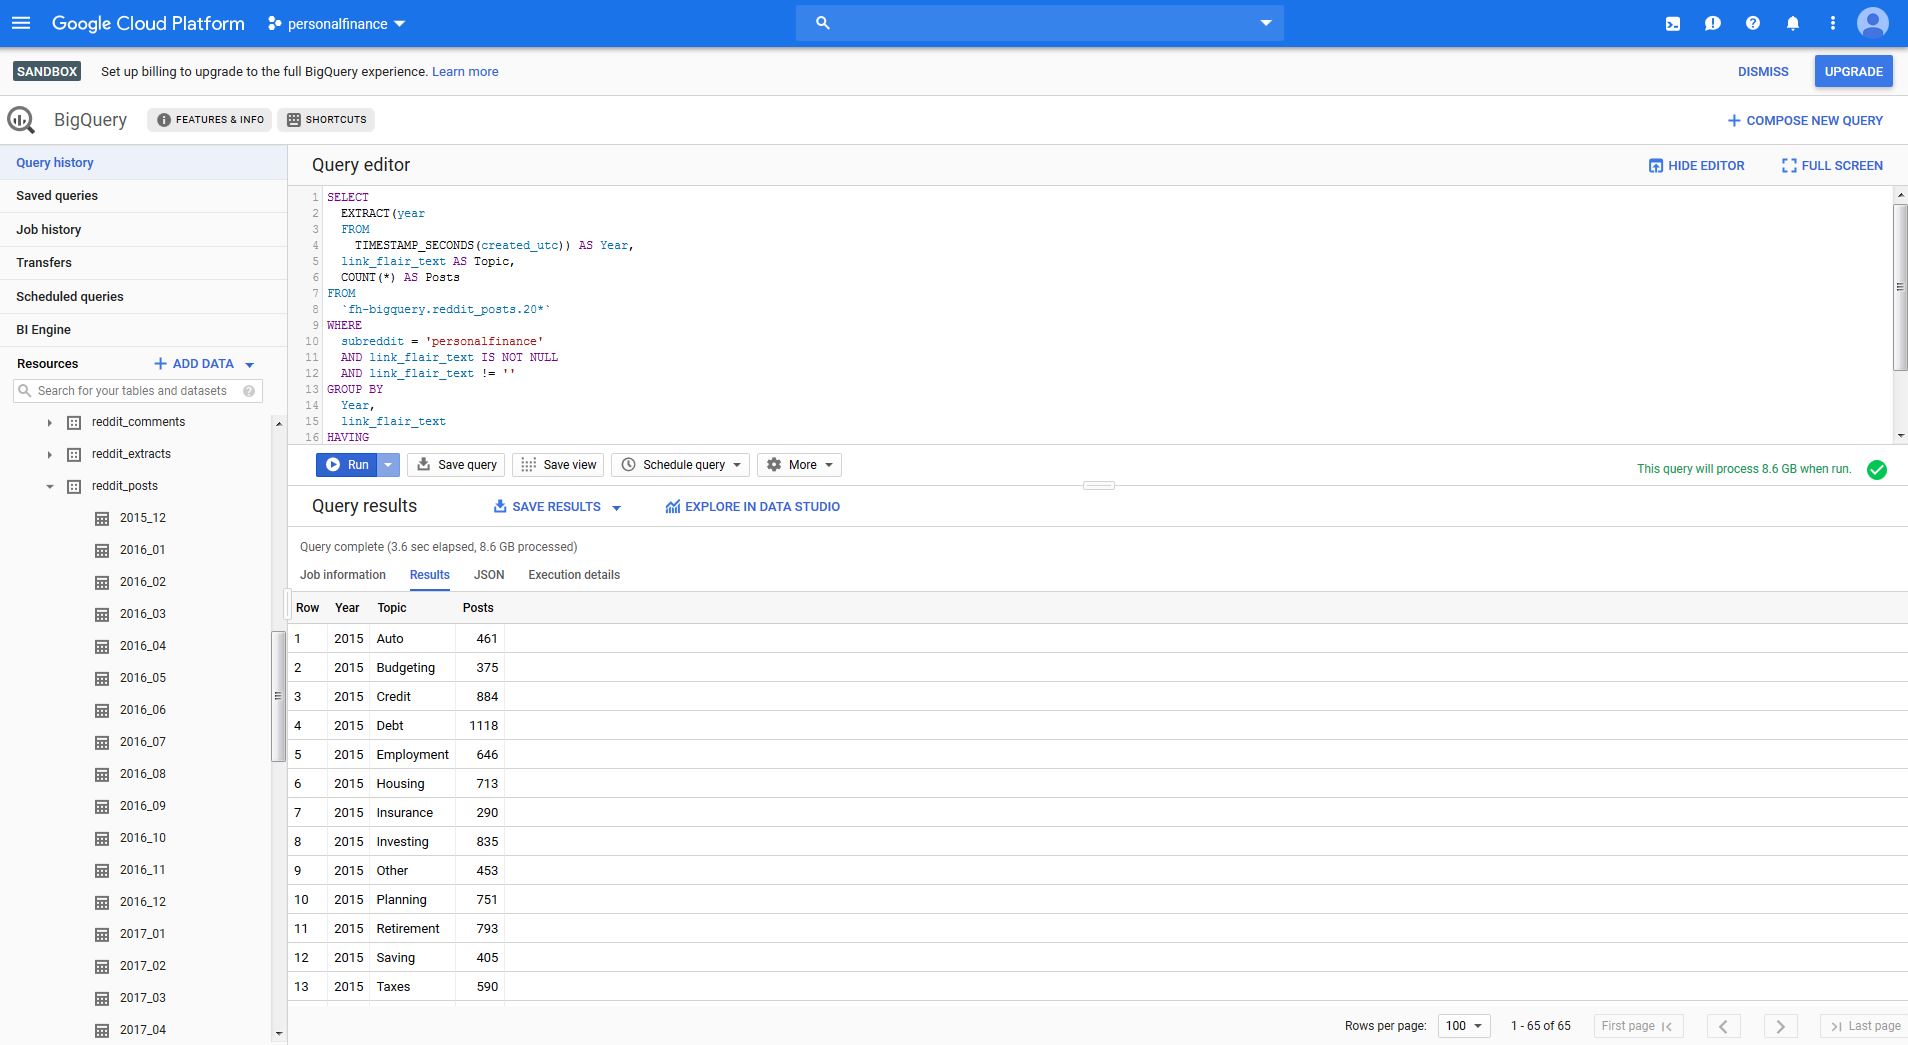 Google Cloud Platform personalfinance
SANDBOX Set up billing to upgrade to the full BigQuery experience. Learn more DISMISS UPGRADE
BigQuery FEATURES & INFO SHORTCUTS + COMPOSE NEW QUERY
Query history
Saved queries
Job history
Transfers
Scheduled queries
BI Engine
Resources + ADD DATA
Search for your tables and datasets
reddit_comments
reddit_extracts
reddit_posts
2015_12
2016_01
2016_02
2016_03
2016_04
2016_05
2016_06
2016_07
2016_08
2016_09
2016_10
2016_11
2016_12
2017_01
2017_02
2017_03
2017_04
Query editor HIDE EDITOR FULL SCREEN
1 SELECT
2 EXTRACT(year
3 FROM
4 TIMESTAMP_SECONDS(created_utc)) AS Year,
5 link_flair_text AS Topic,
6 COUNT(*) AS Posts
7 FROM
8 `fh-bigquery.reddit_posts.20*`
9 WHERE
10 subreddit = 'personalfinance'
11 AND link_flair_text IS NOT NULL
12 AND link_flair_text != ''
13 GROUP BY
14 Year,
15 link_flair_text
16 HAVING
Run Save query Save view Schedule query More This query will process 8.6 GB when run.
Query results SAVE RESULTS EXPLORE IN DATA STUDIO
Query complete (3.6 sec elapsed, 8.6 GB processed)
Job information Results JSON Execution details
Row Year Topic Posts
1 2015 Auto 461
2 2015 Budgeting 375
3 2015 Credit 884
4 2015 Debt 1118
5 2015 Employment 646
6 2015 Housing 713
7 2015 Insurance 290
8 2015 Investing 835
9 2015 Other 453
10 2015 Planning 751
11 2015 Retirement 793
12 2015 Saving 405
13 2015 Taxes 590
Rows per page: 100 1 - 65 of 65 First page Last page